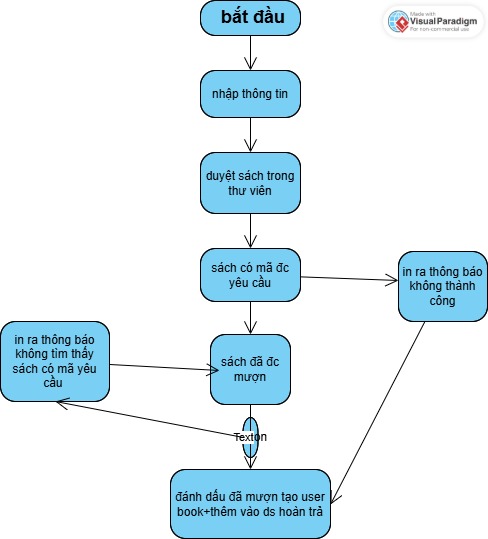 bắt đầu
Made with
Visual Paradigm
For non-commercial use
nhập thông tin
duyệt sách trong
thư viên
sách có mã đc
yêu cầu
in ra thông báo
không thành
công
in ra thông báo
không tìm thấy
sách có mã yêu
cầu
sách đã đc
mượn
Text
đánh dấu đã mượn tạo user
book+thêm vào ds hoàn trả